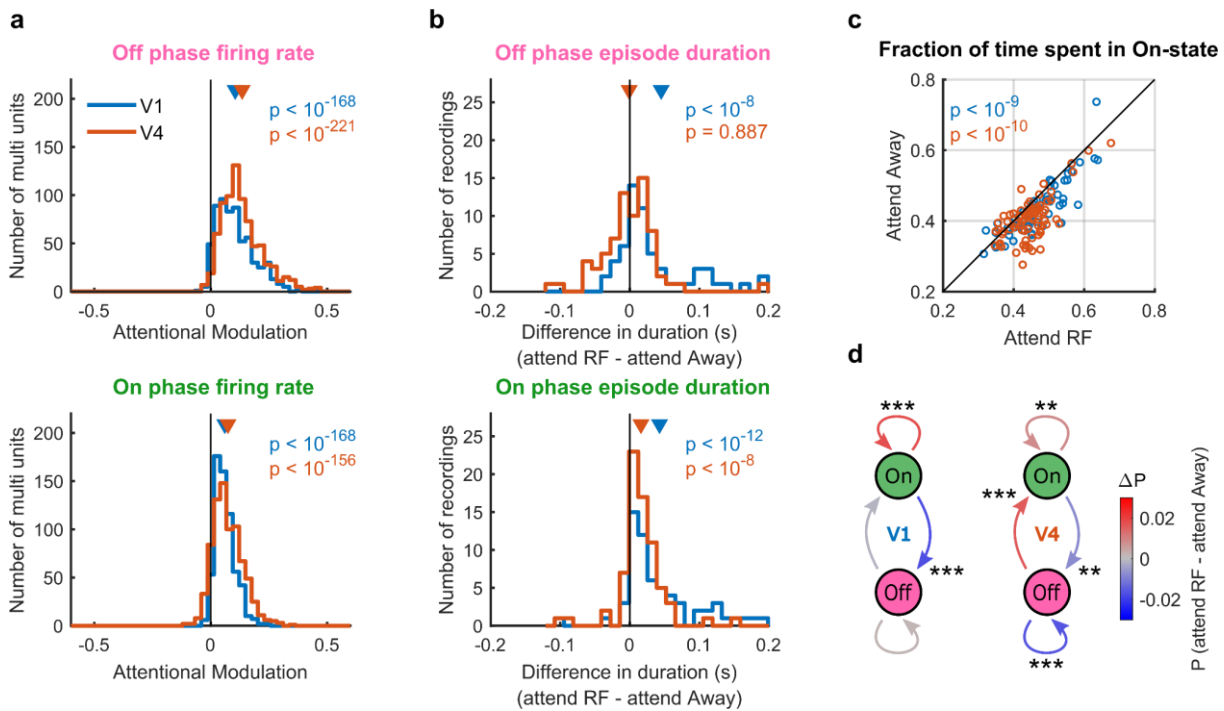 a
Off phase firing rate
Number of multi units
200
150
100
50
0
V1
V4
p < 10^-168
p < 10^-221
-0.5
0
0.5
Attentional Modulation
On phase firing rate
Number of multi units
200
150
100
50
0
p < 10^-168
p < 10^-156
-0.5
0
0.5
Attentional Modulation
b
Off phase episode duration
Number of recordings
25
20
15
10
5
0
p < 10^-8
p = 0.887
-0.2
-0.1
0
0.1
0.2
Difference in duration (s)
(attend RF - attend Away)
On phase episode duration
Number of recordings
25
20
15
10
5
0
p < 10^-12
p < 10^-8
-0.2
-0.1
0
0.1
0.2
Difference in duration (s)
(attend RF - attend Away)
c
Fraction of time spent in On-state
Attend Away
0.8
0.6
0.4
0.2
p < 10^-9
p < 10^-10
0.2
0.4
0.6
0.8
Attend RF
d
***
On
V1
***
Off
**
On
***
V4
**
Off
***
ΔP
0.02
0
-0.02
P (attend RF - attend Away)